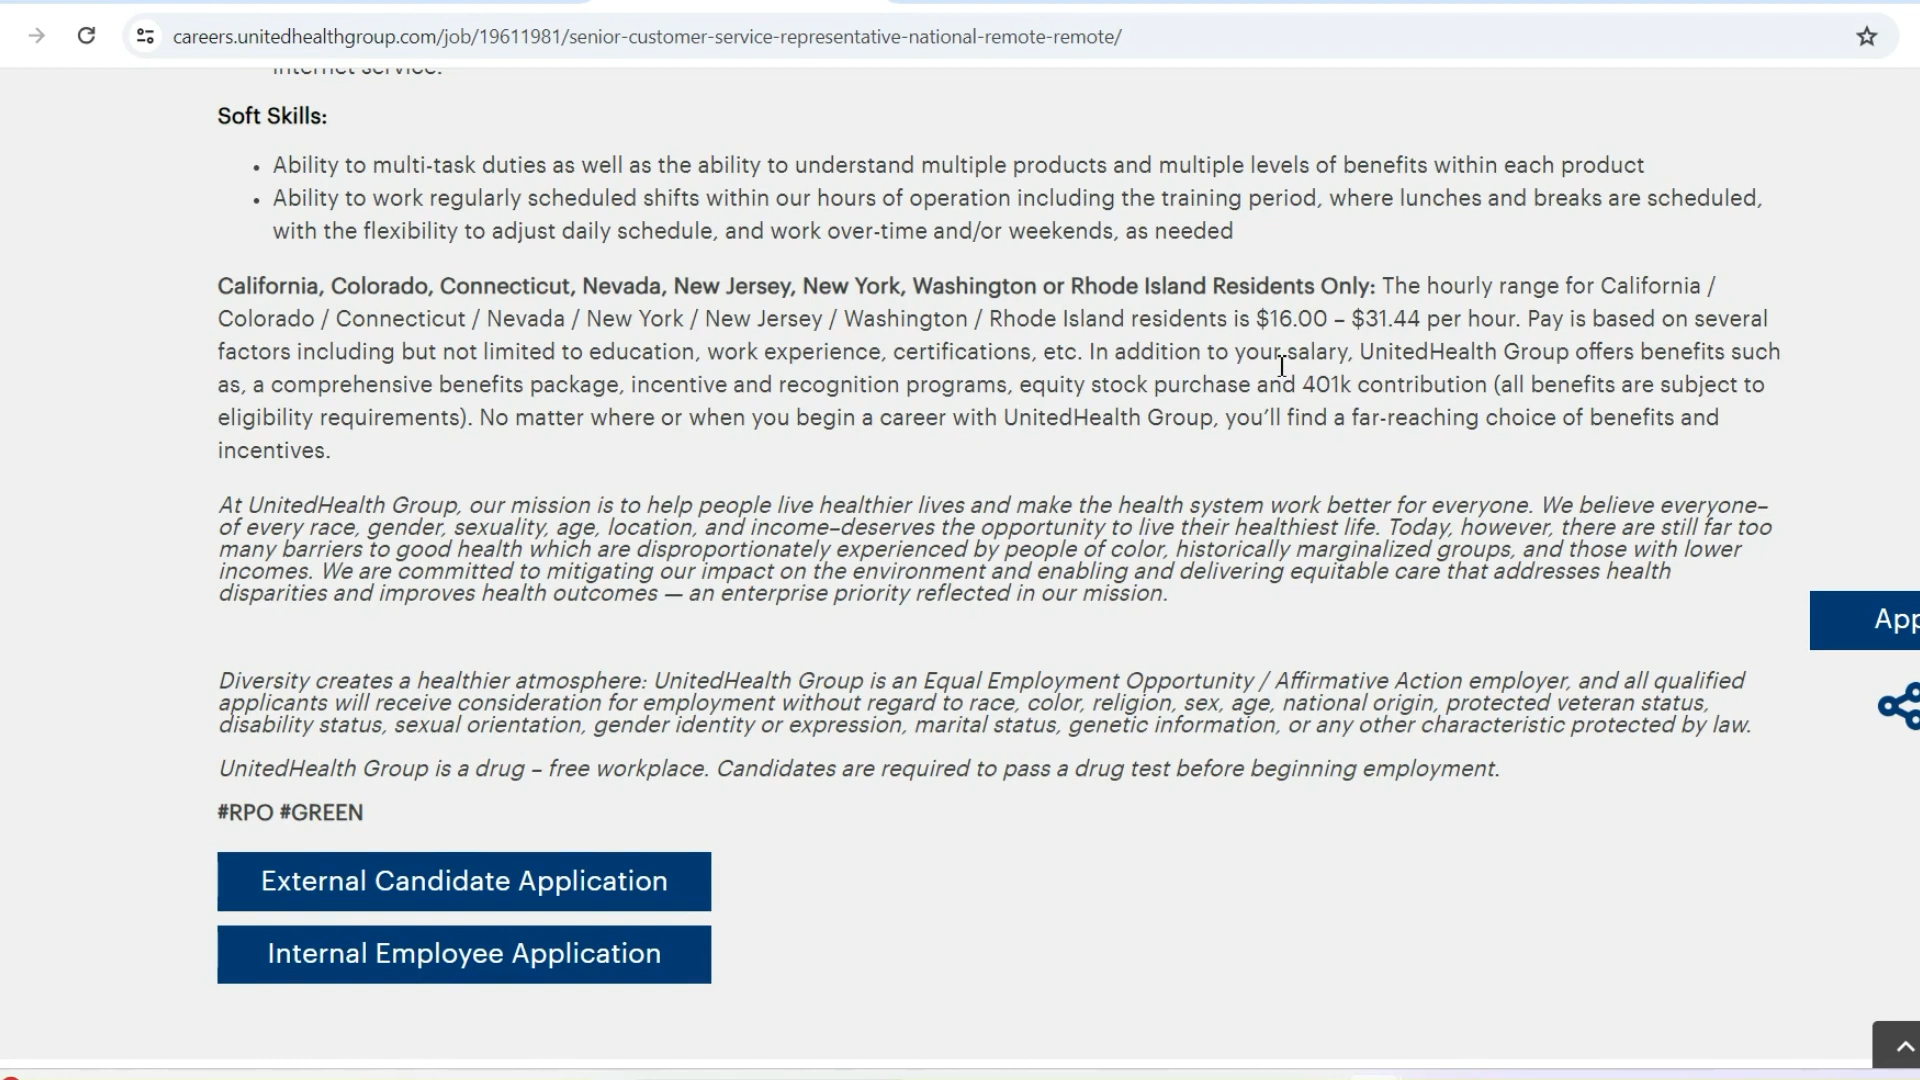 careers.unitedhealthgroup.com/job/19611981/senior-customer-service-representative-national-remote-remote/
internet service.
Soft Skills:
• Ability to multi-task duties as well as the ability to understand multiple products and multiple levels of benefits within each product
• Ability to work regularly scheduled shifts within our hours of operation including the training period, where lunches and breaks are scheduled,
with the flexibility to adjust daily schedule, and work over-time and/or weekends, as needed
California, Colorado, Connecticut, Nevada, New Jersey, New York, Washington or Rhode Island Residents Only: The hourly range for California /
Colorado / Connecticut / Nevada / New York / New Jersey / Washington / Rhode Island residents is $16.00 – $31.44 per hour. Pay is based on several
factors including but not limited to education, work experience, certifications, etc. In addition to your salary, UnitedHealth Group offers benefits such
as, a comprehensive benefits package, incentive and recognition programs, equity stock purchase and 401k contribution (all benefits are subject to
eligibility requirements). No matter where or when you begin a career with UnitedHealth Group, you’ll find a far-reaching choice of benefits and
incentives.
At UnitedHealth Group, our mission is to help people live healthier lives and make the health system work better for everyone. We believe everyone–
of every race, gender, sexuality, age, location, and income–deserves the opportunity to live their healthiest life. Today, however, there are still far too
many barriers to good health which are disproportionately experienced by people of color, historically marginalized groups, and those with lower
incomes. We are committed to mitigating our impact on the environment and enabling and delivering equitable care that addresses health
disparities and improves health outcomes — an enterprise priority reflected in our mission.
App
Diversity creates a healthier atmosphere: UnitedHealth Group is an Equal Employment Opportunity / Affirmative Action employer, and all qualified
applicants will receive consideration for employment without regard to race, color, religion, sex, age, national origin, protected veteran status,
disability status, sexual orientation, gender identity or expression, marital status, genetic information, or any other characteristic protected by law.
UnitedHealth Group is a drug – free workplace. Candidates are required to pass a drug test before beginning employment.
#RPO #GREEN
External Candidate Application
Internal Employee Application